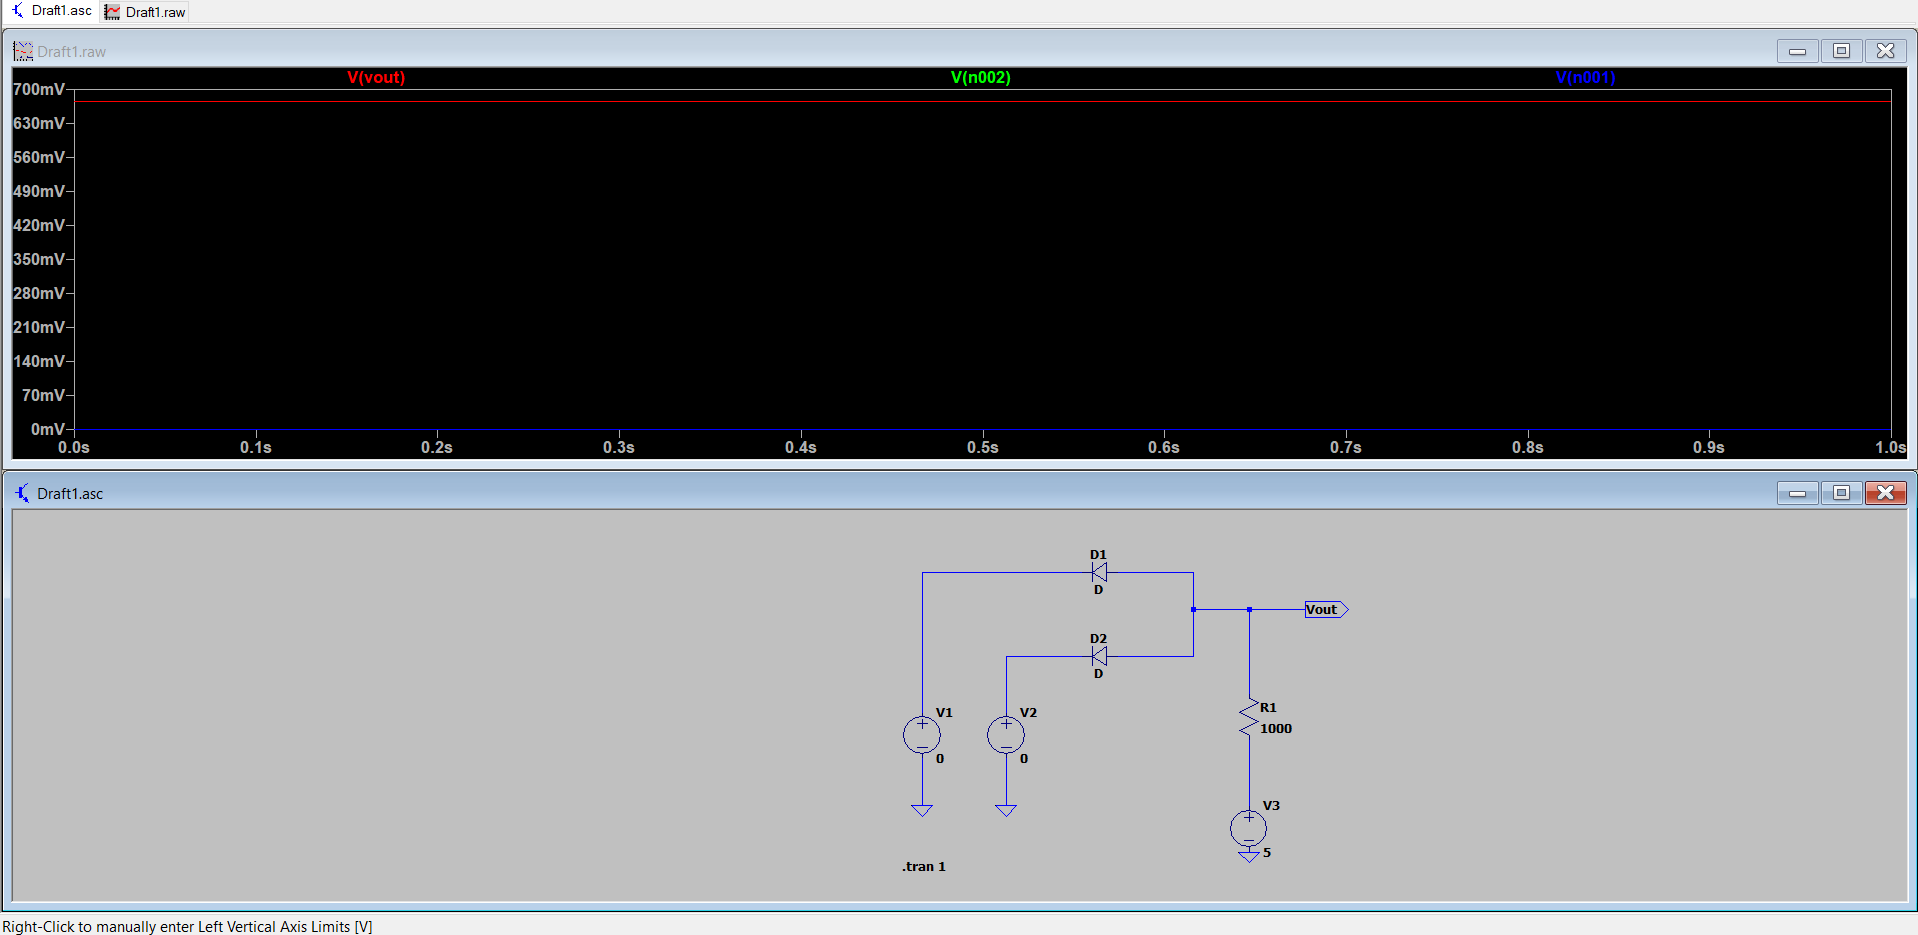 Draft1.asc Draft1.raw
Draft1.raw
V(vout) V(n002) V(n001)
700mV
630mV
560mV
490mV
420mV
350mV
280mV
210mV
140mV
70mV
0mV
0.0s 0.1s 0.2s 0.3s 0.4s 0.5s 0.6s 0.7s 0.8s 0.9s 1.0s
Draft1.asc
D1
D
Vout
D2
D
V1
0
V2
0
R1
1000
V3
5
.tran 1
Right-Click to manually enter Left Vertical Axis Limits [V]